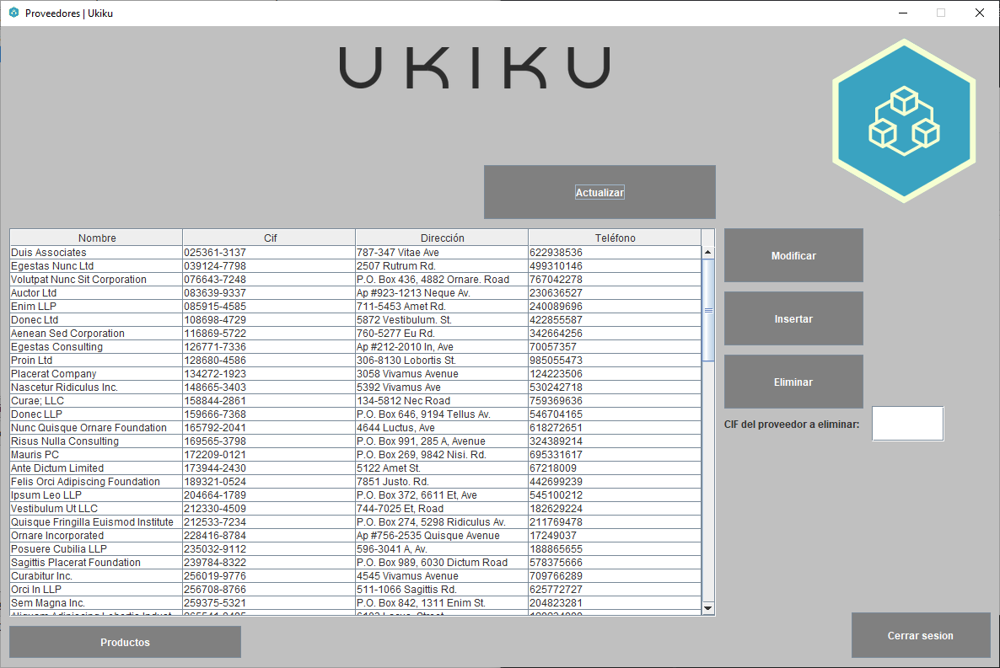 Proveedores | Ukiku
UKIKU
Actualizar
Nombre Cif Dirección Teléfono
Duis Associates 025361-3137 787-347 Vitae Ave 622938536
Egestas Nunc Ltd 039124-7798 2507 Rutrum Rd. 499310146
Volutpat Nunc Sit Corporation 076643-7248 P.O. Box 436, 4882 Ornare. Road 767042278
Auctor Ltd 083639-9337 Ap #923-1213 Neque Av. 230636527
Enim LLP 085915-4585 711-5453 Amet Rd. 240089696
Donec Ltd 108698-4729 5872 Vestibulum. St. 422855587
Aenean Sed Corporation 116869-5722 760-5277 Eu Rd. 342664256
Egestas Consulting 126771-7336 Ap #212-2010 In, Ave 70057357
Proin Ltd 128680-4586 306-8130 Lobortis St. 985055473
Placerat Company 134272-1923 3058 Vivamus Avenue 124223506
Nascetur Ridiculus Inc. 148665-3403 5392 Vivamus Ave 530242718
Curae; LLC 158844-2861 134-5812 Nec Road 759369636
Donec LLP 159666-7368 P.O. Box 646, 9194 Tellus Av. 546704165
Nunc Quisque Ornare Foundation 165792-2041 4644 Luctus, Ave 618272651
Risus Nulla Consulting 169565-3798 P.O. Box 991, 285 A, Avenue 324389214
Mauris PC 172209-0121 P.O. Box 269, 9842 Nisi. Rd. 695331617
Ante Dictum Limited 173944-2430 5122 Amet St. 67218009
Felis Orci Adipiscing Foundation 189321-0524 7851 Justo. Rd. 442699239
Ipsum Leo LLP 204664-1789 P.O. Box 372, 6611 Et, Ave 545100212
Vestibulum Ut LLC 212330-4509 744-7025 Et, Road 182629224
Quisque Fringilla Euismod Institute 212533-7234 P.O. Box 274, 5298 Ridiculus Av. 211769478
Ornare Incorporated 228416-8784 Ap #756-2535 Quisque Avenue 17249037
Posuere Cubilia LLP 235032-9112 596-3041 A, Av. 188865655
Sagittis Placerat Foundation 239784-8322 P.O. Box 989, 6030 Dictum Road 578375666
Curabitur Inc. 256019-9776 4545 Vivamus Avenue 709766289
Orci In LLP 256708-8766 511-1066 Sagittis Rd. 625772727
Sem Magna Inc. 259375-5321 P.O. Box 842, 1311 Enim St. 204823281
Modificar
Insertar
Eliminar
CIF del proveedor a eliminar:
Productos
Cerrar sesion